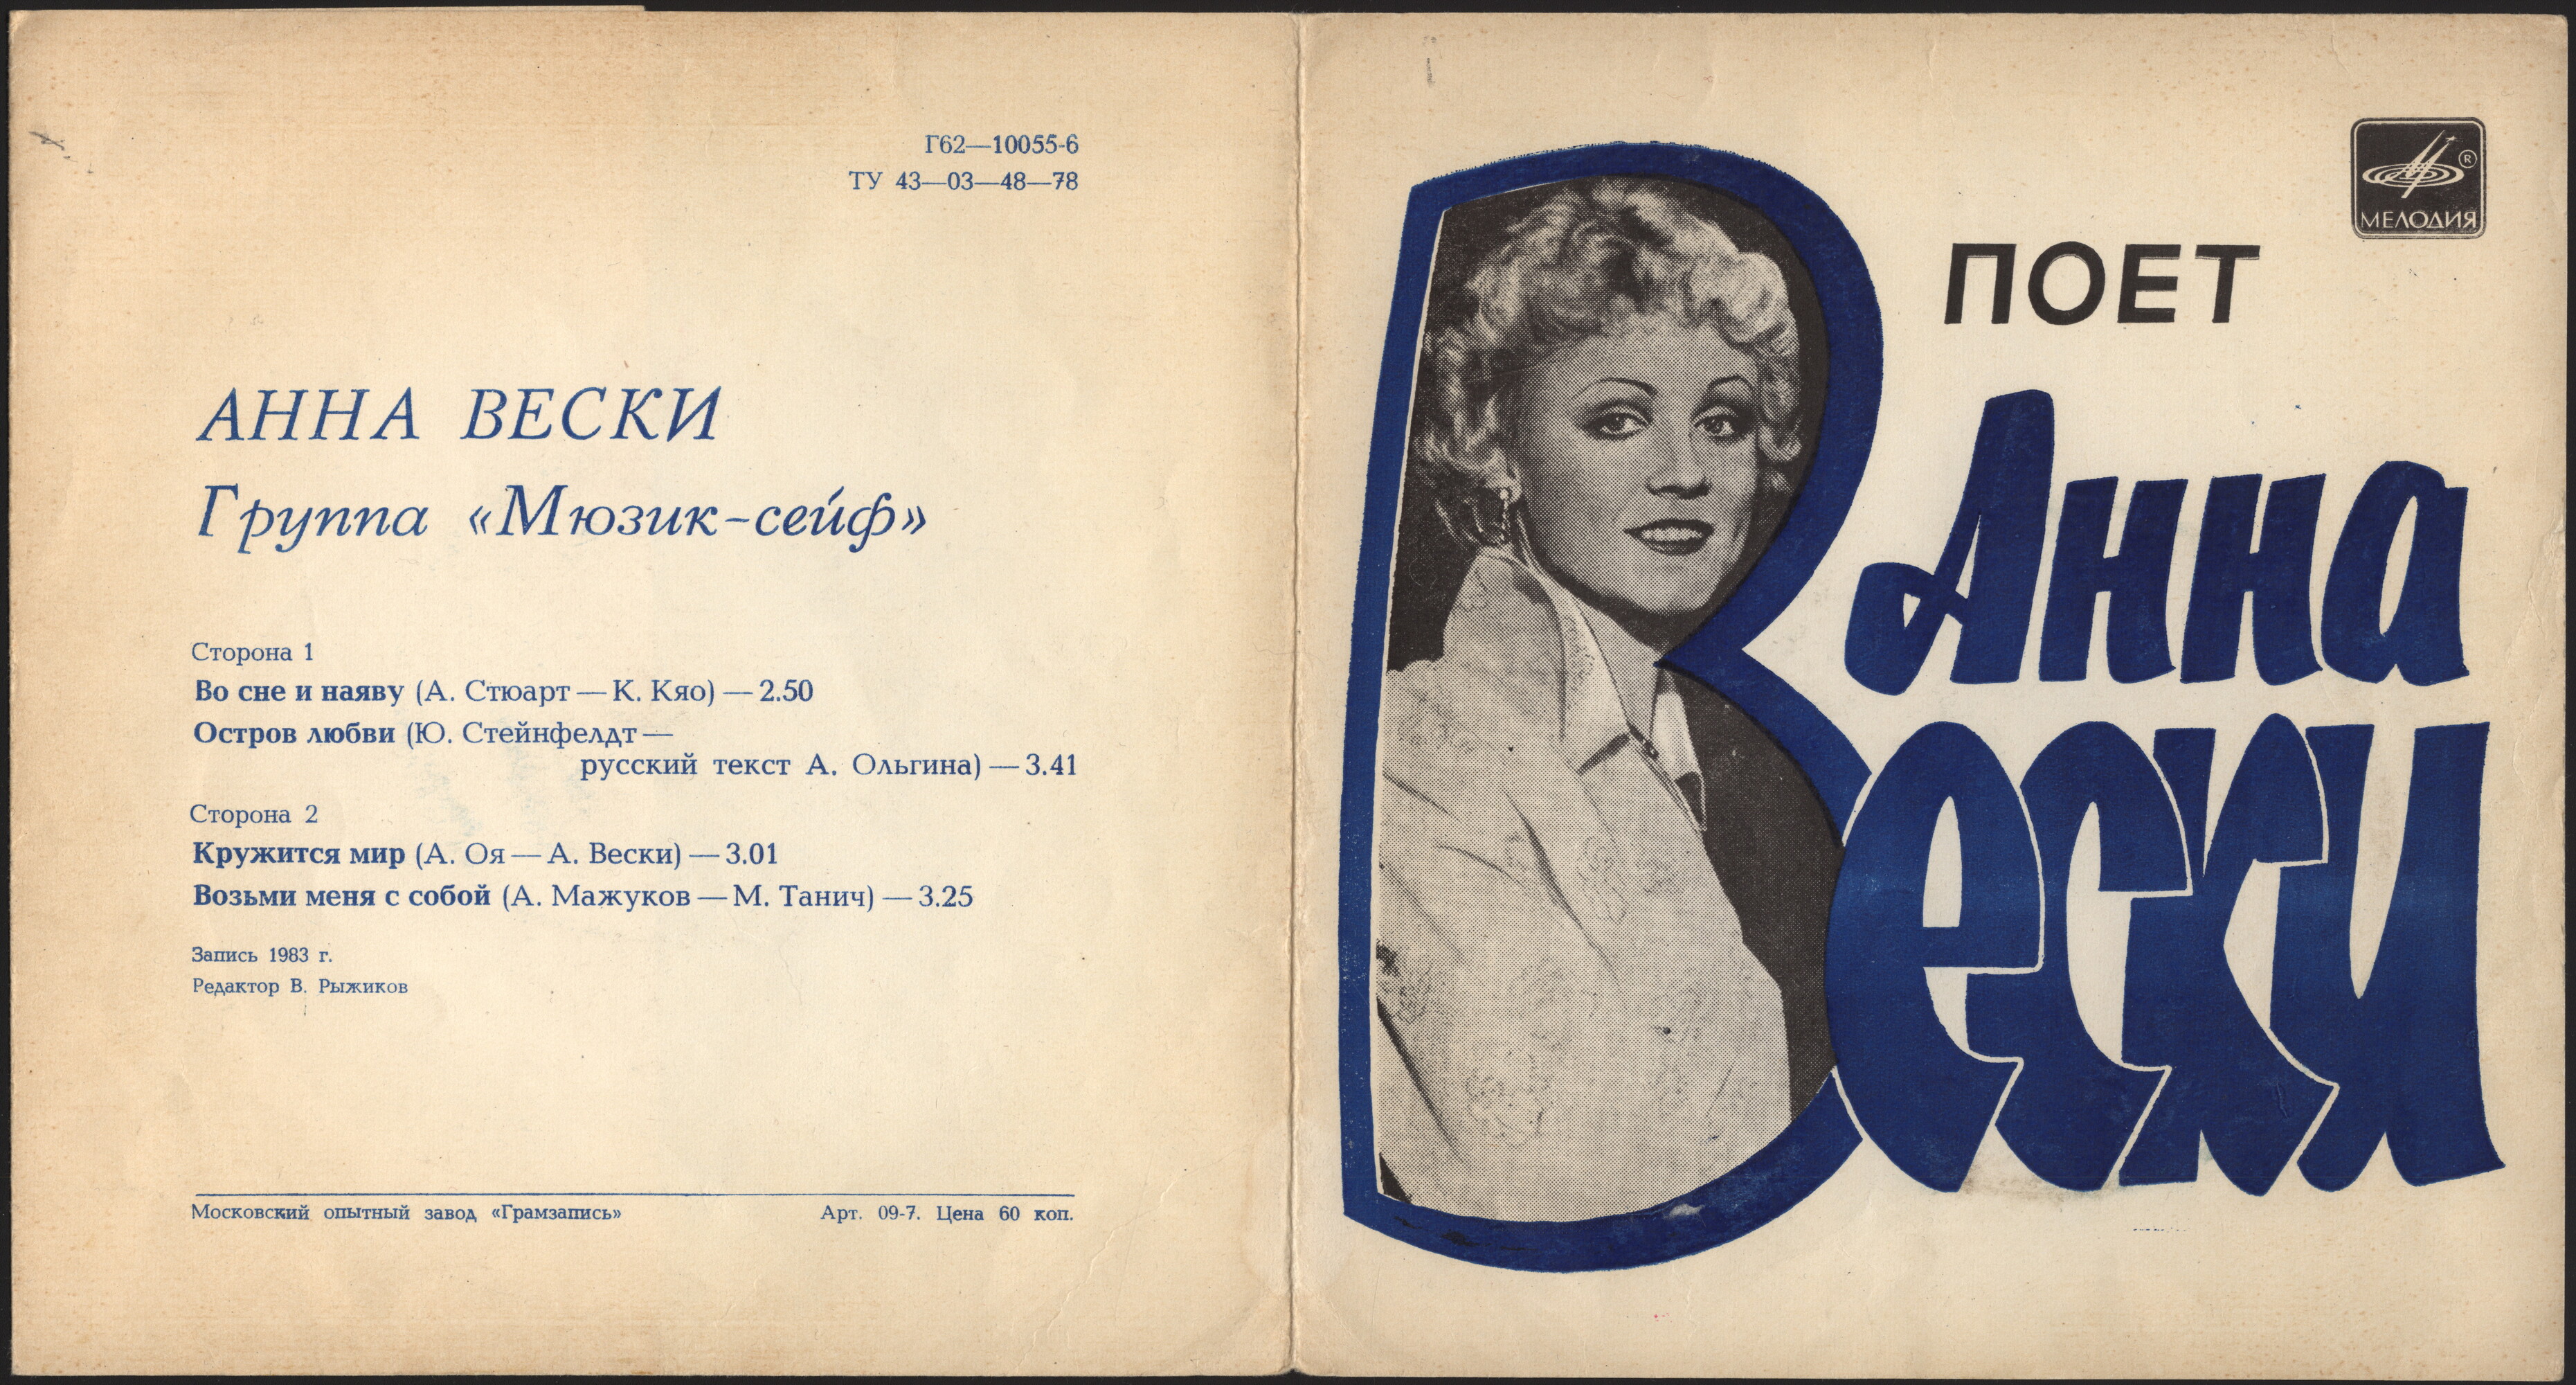 Г62—10055-6
ТУ 43—03—48—78
АННА ВЕСКИ
Группа «Мюзик-сейф»
Сторона 1
Во сне и наяву (А. Стюарт — К. Кяо) — 2.50
Остров любви (Ю. Стейнфелдт —
русский текст А. Ольгина) — 3.41
Сторона 2
Кружится мир (А. Оя — А. Вески) — 3.01
Возьми меня с собой (А. Мажуков — М. Танич) — 3.25
Запись 1983 г.
Редактор В. Рыжиков
Московский опытный завод «Грамзапись» Арт. 09-7. Цена 60 коп.
®
МЕЛОДИЯ
ПОЕТ
Анна
Вески